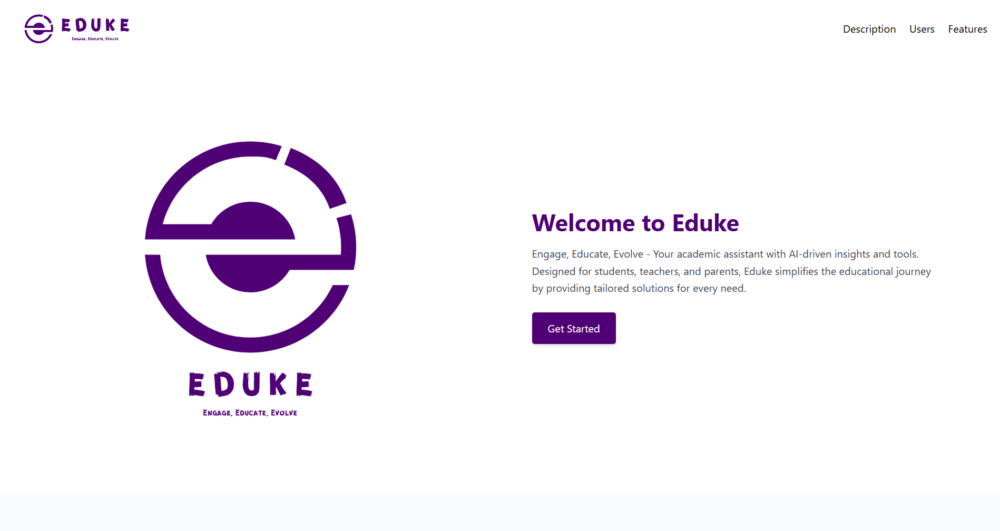 EDUKE
Engage, Educate, Evolve
Description Users Features
EDUKE
Engage, Educate, Evolve
Welcome to Eduke
Engage, Educate, Evolve - Your academic assistant with AI-driven insights and tools.
Designed for students, teachers, and parents, Eduke simplifies the educational journey
by providing tailored solutions for every need.
Get Started